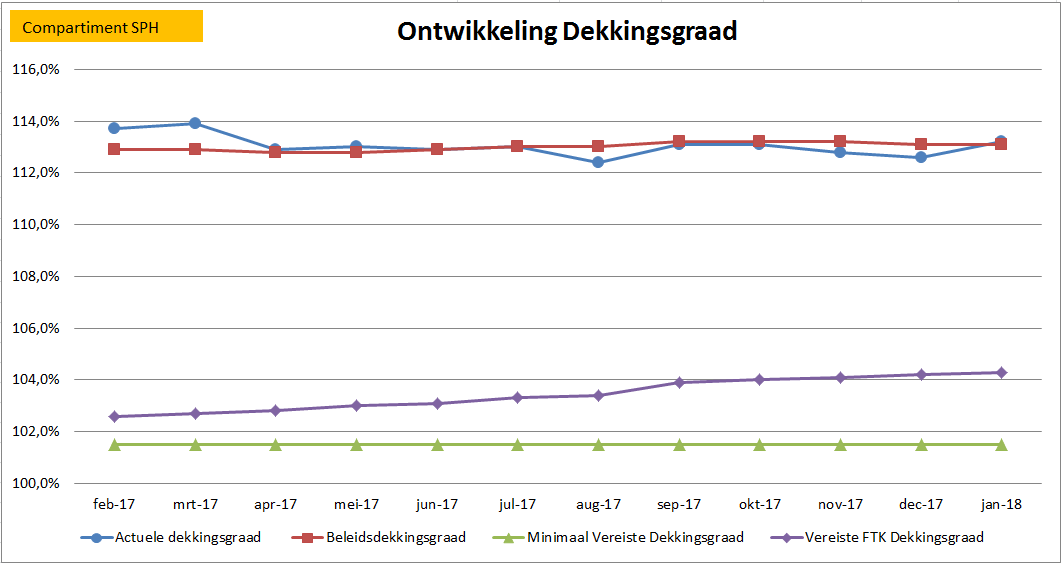 Compartiment SPH
Ontwikkeling Dekkingsgraad
116,0%
114,0%
112,0%
110,0%
108,0%
106,0%
104,0%
102,0%
100,0%
feb-17 mrt-17 apr-17 mei-17 jun-17 jul-17 aug-17 sep-17 okt-17 nov-17 dec-17 jan-18
Actuele dekkingsgraad Beleidsdekkingsgraad Minimaal Vereiste Dekkingsgraad Vereiste FTK Dekkingsgraad